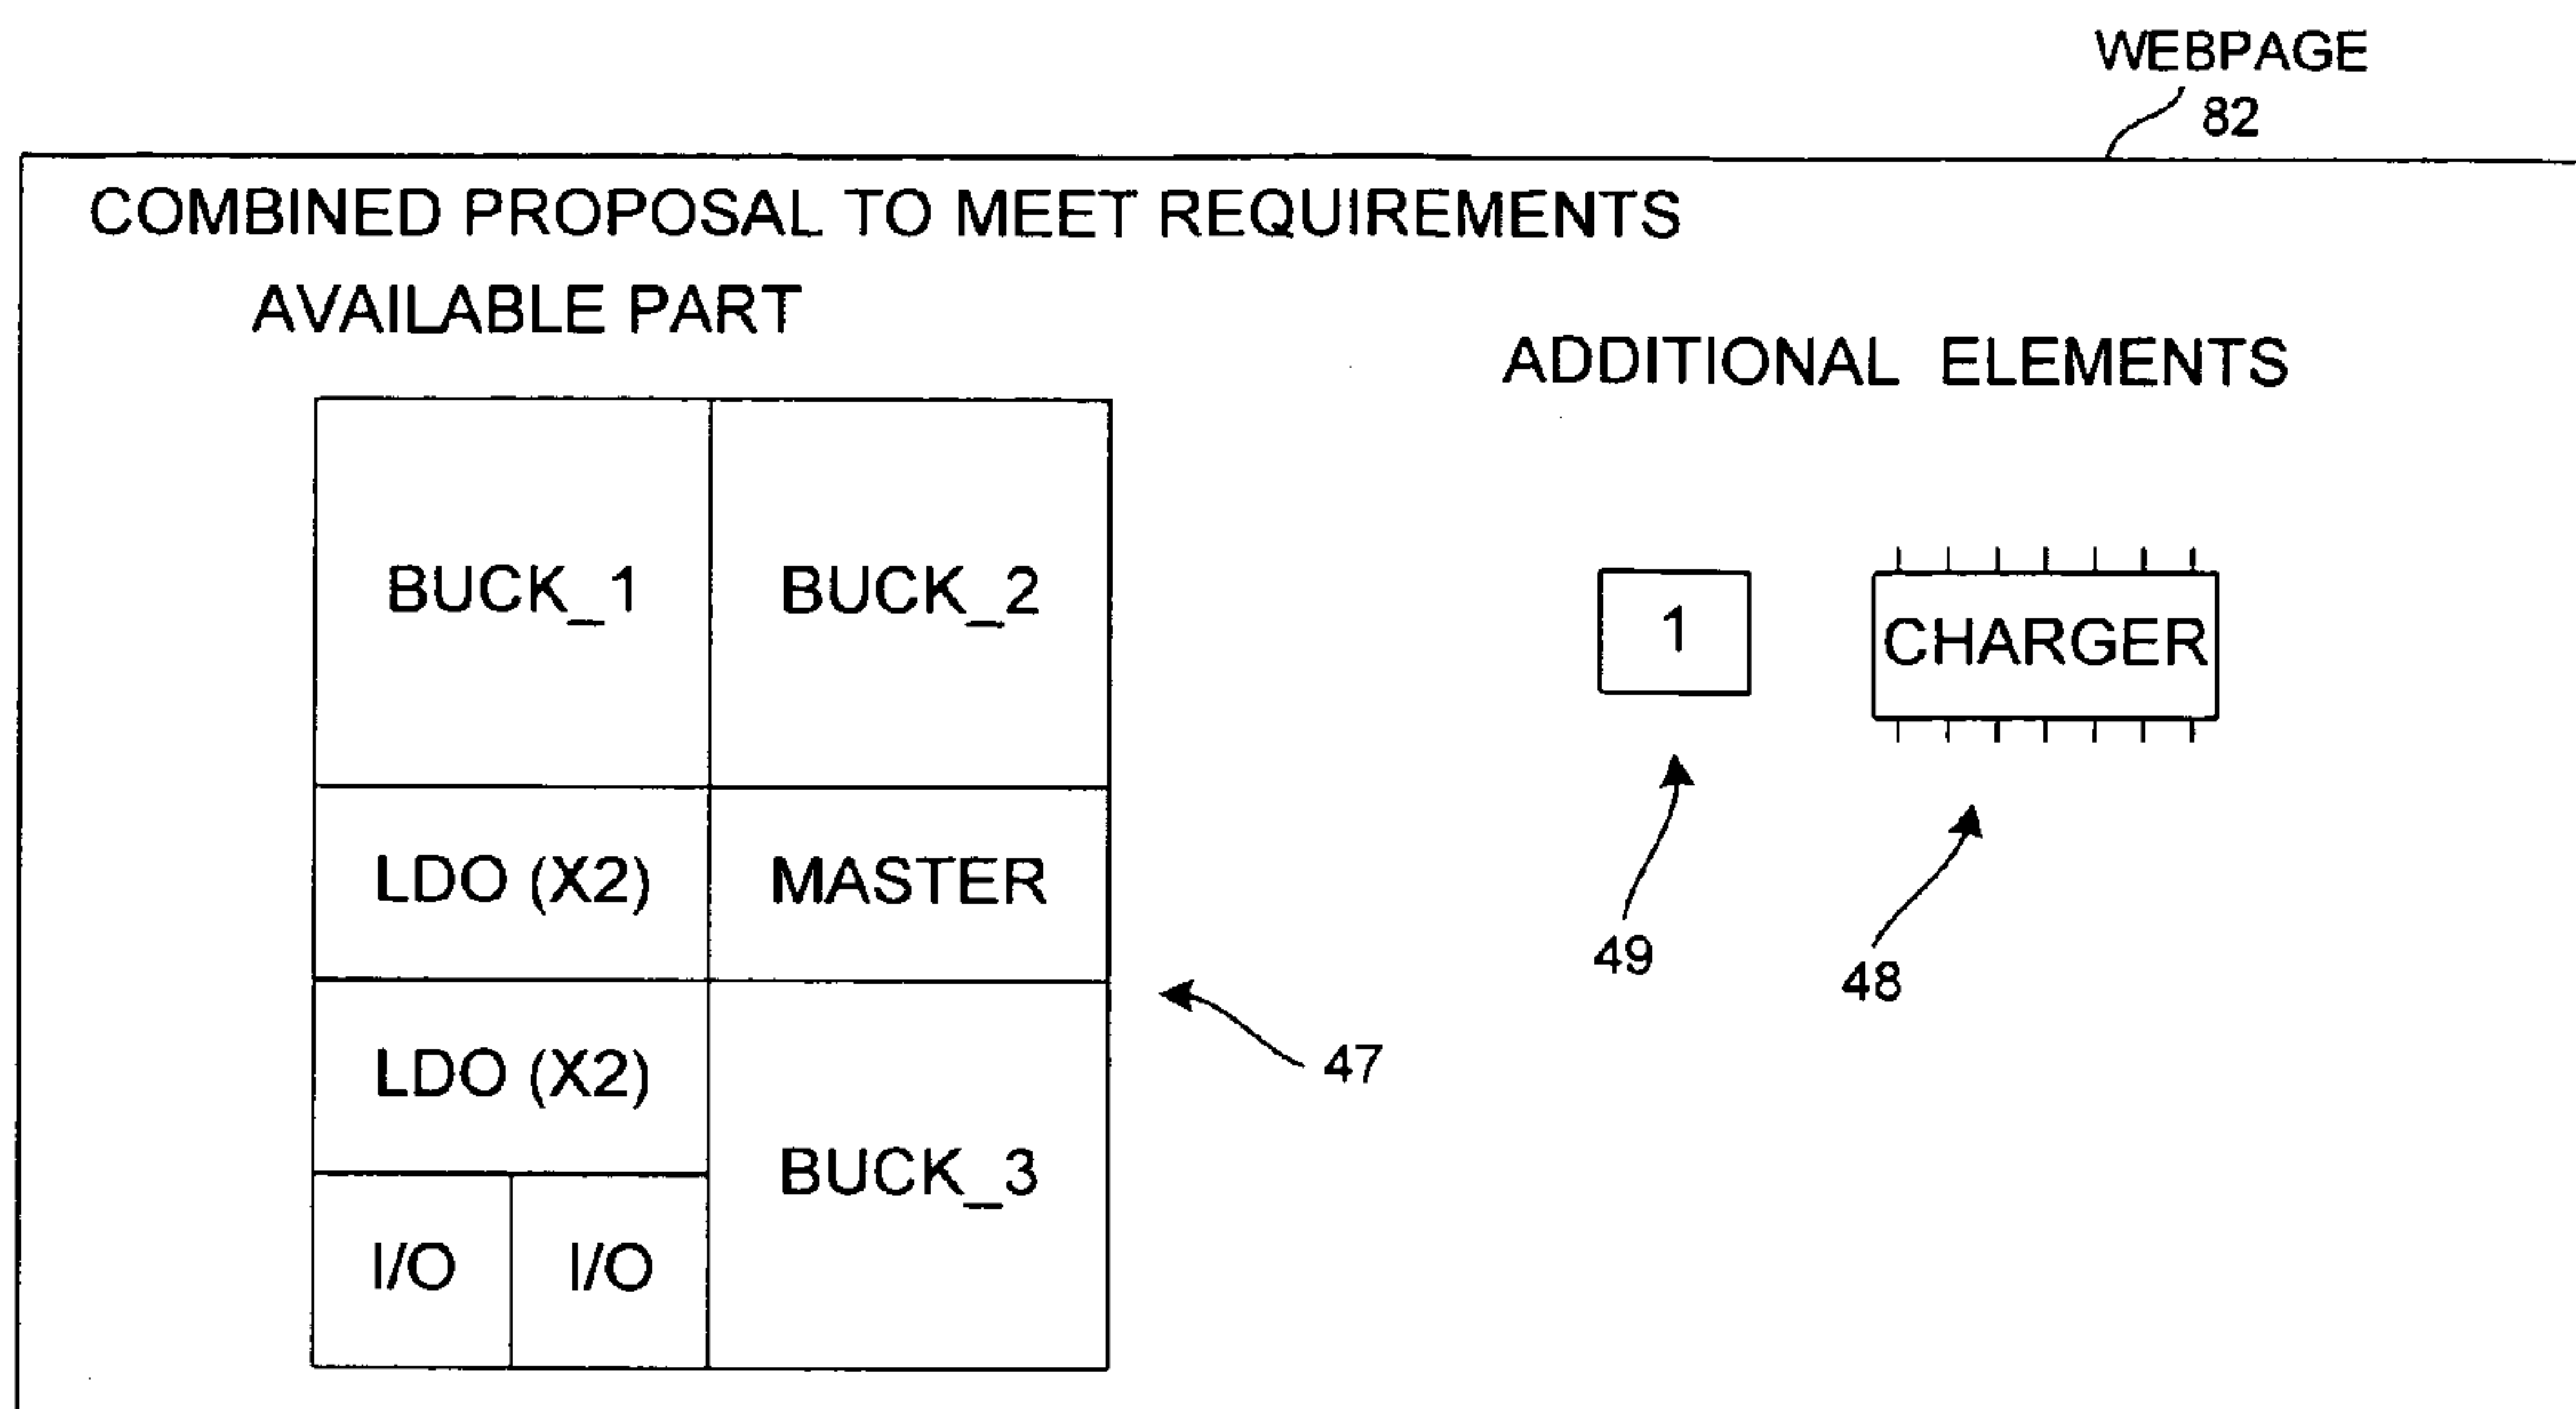 WEBPAGE
82
COMBINED PROPOSAL TO MEET REQUIREMENTS
AVAILABLE PART
ADDITIONAL ELEMENTS
BUCK_1
BUCK_2
1
CHARGER
LDO (X2)
MASTER
49
48
47
LDO (X2)
BUCK_3
I/O
I/O